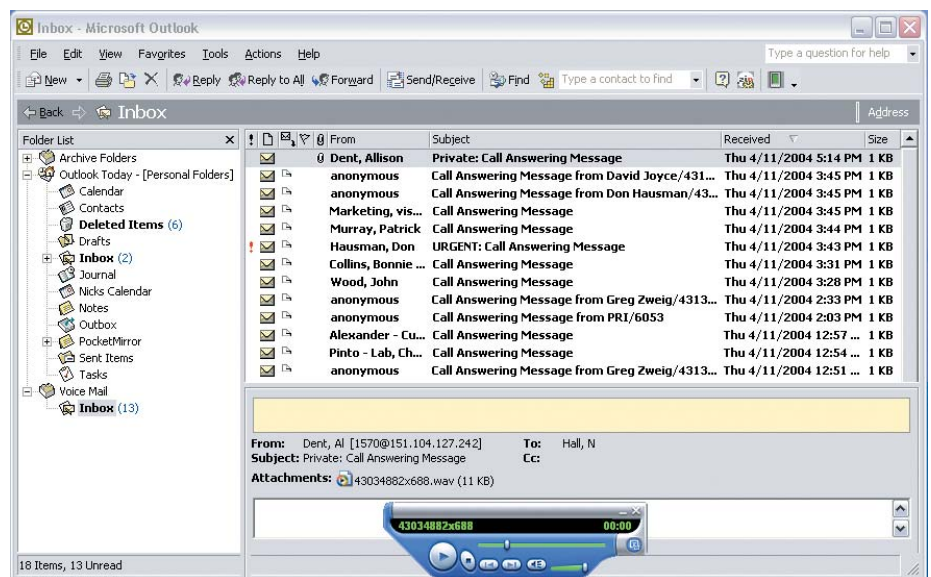 Inbox - Microsoft Outlook
File Edit View Favorites Tools Actions Help Type a question for help
New Reply Reply to All Forward Send/Receive Find Type a contact to find
Back Inbox Address
Folder List x
! From Subject Received Size
Archive Folders
Outlook Today - [Personal Folders]
Calendar
Contacts
Deleted Items (6)
Drafts
Inbox (2)
Journal
Nicks Calendar
Notes
Outbox
PocketMirror
Sent Items
Tasks
Voice Mail
Inbox (13)
Dent, Allison Private: Call Answering Message Thu 4/11/2004 5:14 PM 1 KB
anonymous Call Answering Message from David Joyce/431... Thu 4/11/2004 3:45 PM 1 KB
anonymous Call Answering Message from Don Hausman/43... Thu 4/11/2004 3:45 PM 1 KB
Marketing, vis... Call Answering Message Thu 4/11/2004 3:45 PM 1 KB
Murray, Patrick Call Answering Message Thu 4/11/2004 3:44 PM 1 KB
! Hausman, Don URGENT: Call Answering Message Thu 4/11/2004 3:43 PM 1 KB
Collins, Bonnie ... Call Answering Message Thu 4/11/2004 3:31 PM 1 KB
Wood, John Call Answering Message Thu 4/11/2004 3:28 PM 1 KB
anonymous Call Answering Message from Greg Zweig/4313... Thu 4/11/2004 2:33 PM 1 KB
anonymous Call Answering Message from PRI/6053 Thu 4/11/2004 2:03 PM 1 KB
Alexander - Cu... Call Answering Message Thu 4/11/2004 12:57 ... 1 KB
Pinto - Lab, Ch... Call Answering Message Thu 4/11/2004 12:54 ... 1 KB
anonymous Call Answering Message from Greg Zweig/4313... Thu 4/11/2004 12:51 ... 1 KB
From: Dent, Al [1570@151.104.127.242] To: Hall, N
Subject: Private: Call Answering Message Cc:
Attachments: 43034882x688.wav (11 KB)
43034882x688 00:00
18 Items, 13 Unread